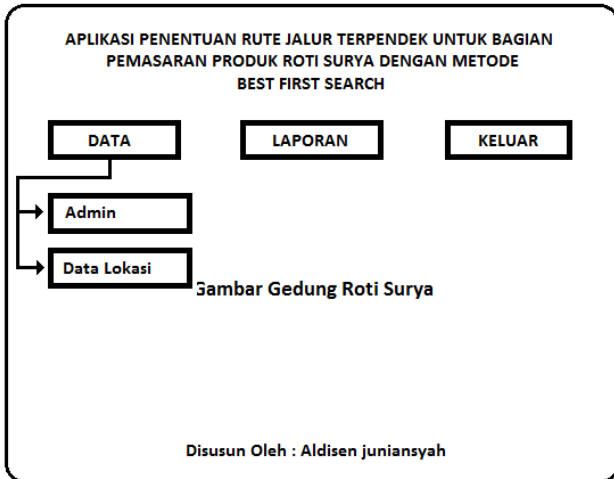 APLIKASI PENENTUAN RUTE JALUR TERPENDEK UNTUK BAGIAN
PEMASARAN PRODUK ROTI SURYA DENGAN METODE
BEST FIRST SEARCH
DATA LAPORAN KELUAR
Admin
Data Lokasi
Gambar Gedung Roti Surya
Disusun Oleh : Aldisen juniansyah